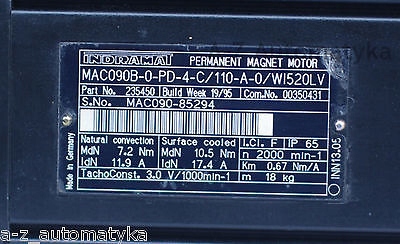 A-Z Automatyka
INDRAMAT PERMANENT MAGNET MOTOR
MAC090B-0-PD-4-C/110-A-0/WI520LV
Part No. 235450 Build Week 19/95 Com.No. 00350431
S.No. MAC090-85294
Made in Germany
Natural convection Surface cooled I.Cl. F IP 65
MdN 7.2 Nm MdN 10.5 Nm n 2000 min-1
IdN 11.9 A IdN 17.4 A Km 0.67 Nm/A
TachoConst. 3.0 V/1000min-1 m 18 kg
INN13.05
a-z_automatyka a-z_automatyka